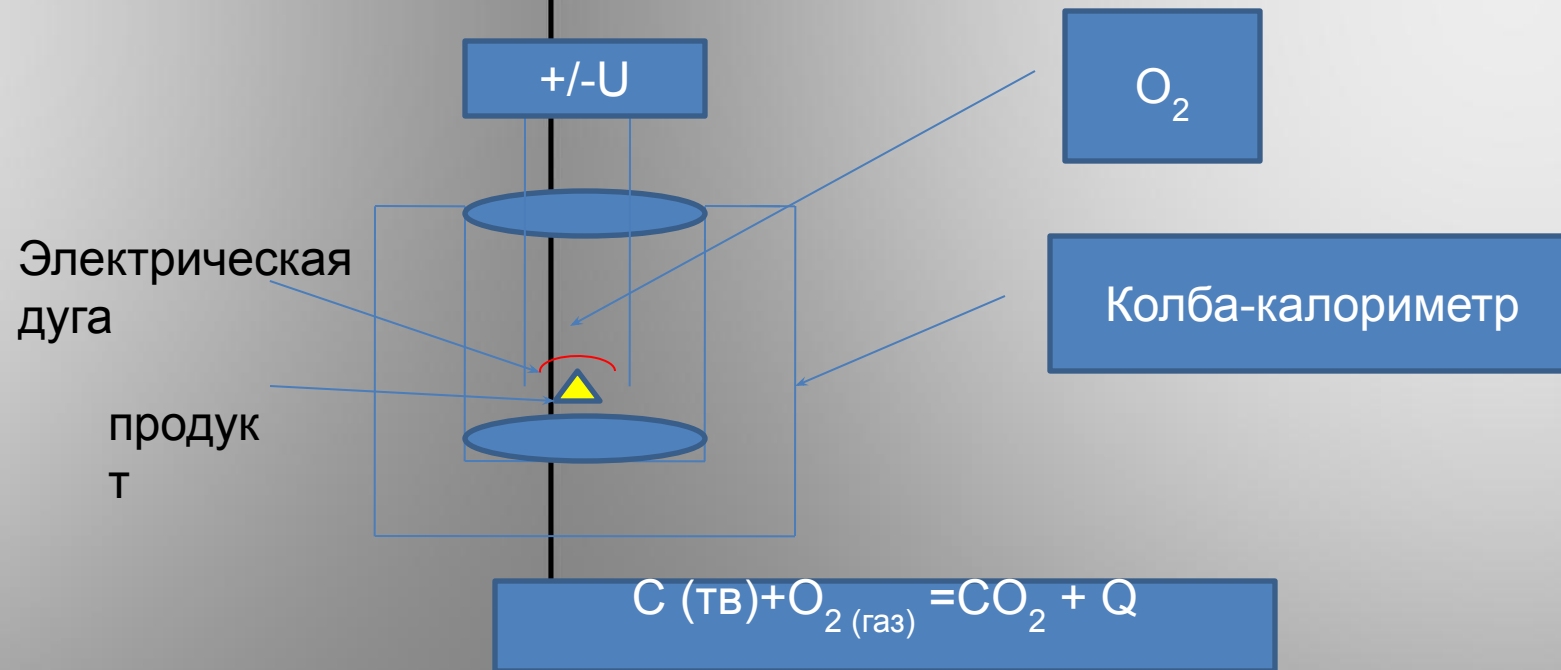 +/-U
O₂
Электрическая
дуга
Колба-калориметр
продук
т
С (тв)+O₂ (газ) =CO₂ + Q